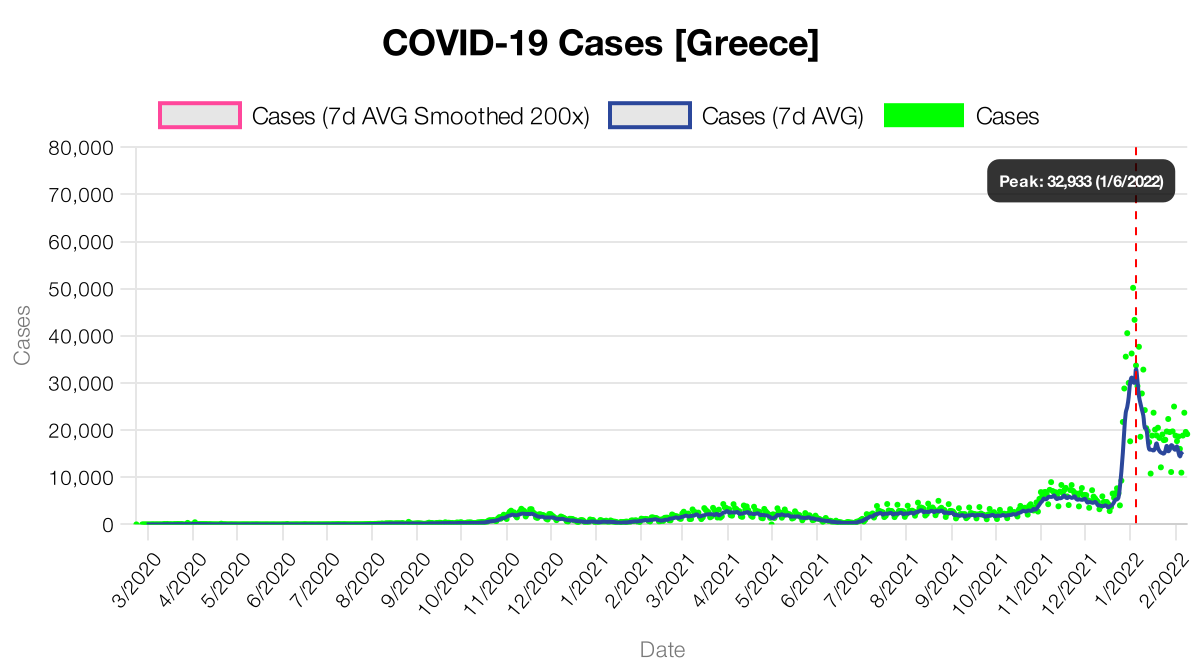 COVID-19 Cases [Greece]
Cases (7d AVG Smoothed 200x) Cases (7d AVG) Cases
80,000
Peak: 32,933 (1/6/2022)
70,000
60,000
50,000
40,000
30,000
20,000
10,000
0
Cases
3/2020 4/2020 5/2020 6/2020 7/2020 8/2020 9/2020 10/2020 11/2020 12/2020 1/2021 2/2021 3/2021 4/2021 5/2021 6/2021 7/2021 8/2021 9/2021 10/2021 11/2021 12/2021 1/2022 2/2022
Date